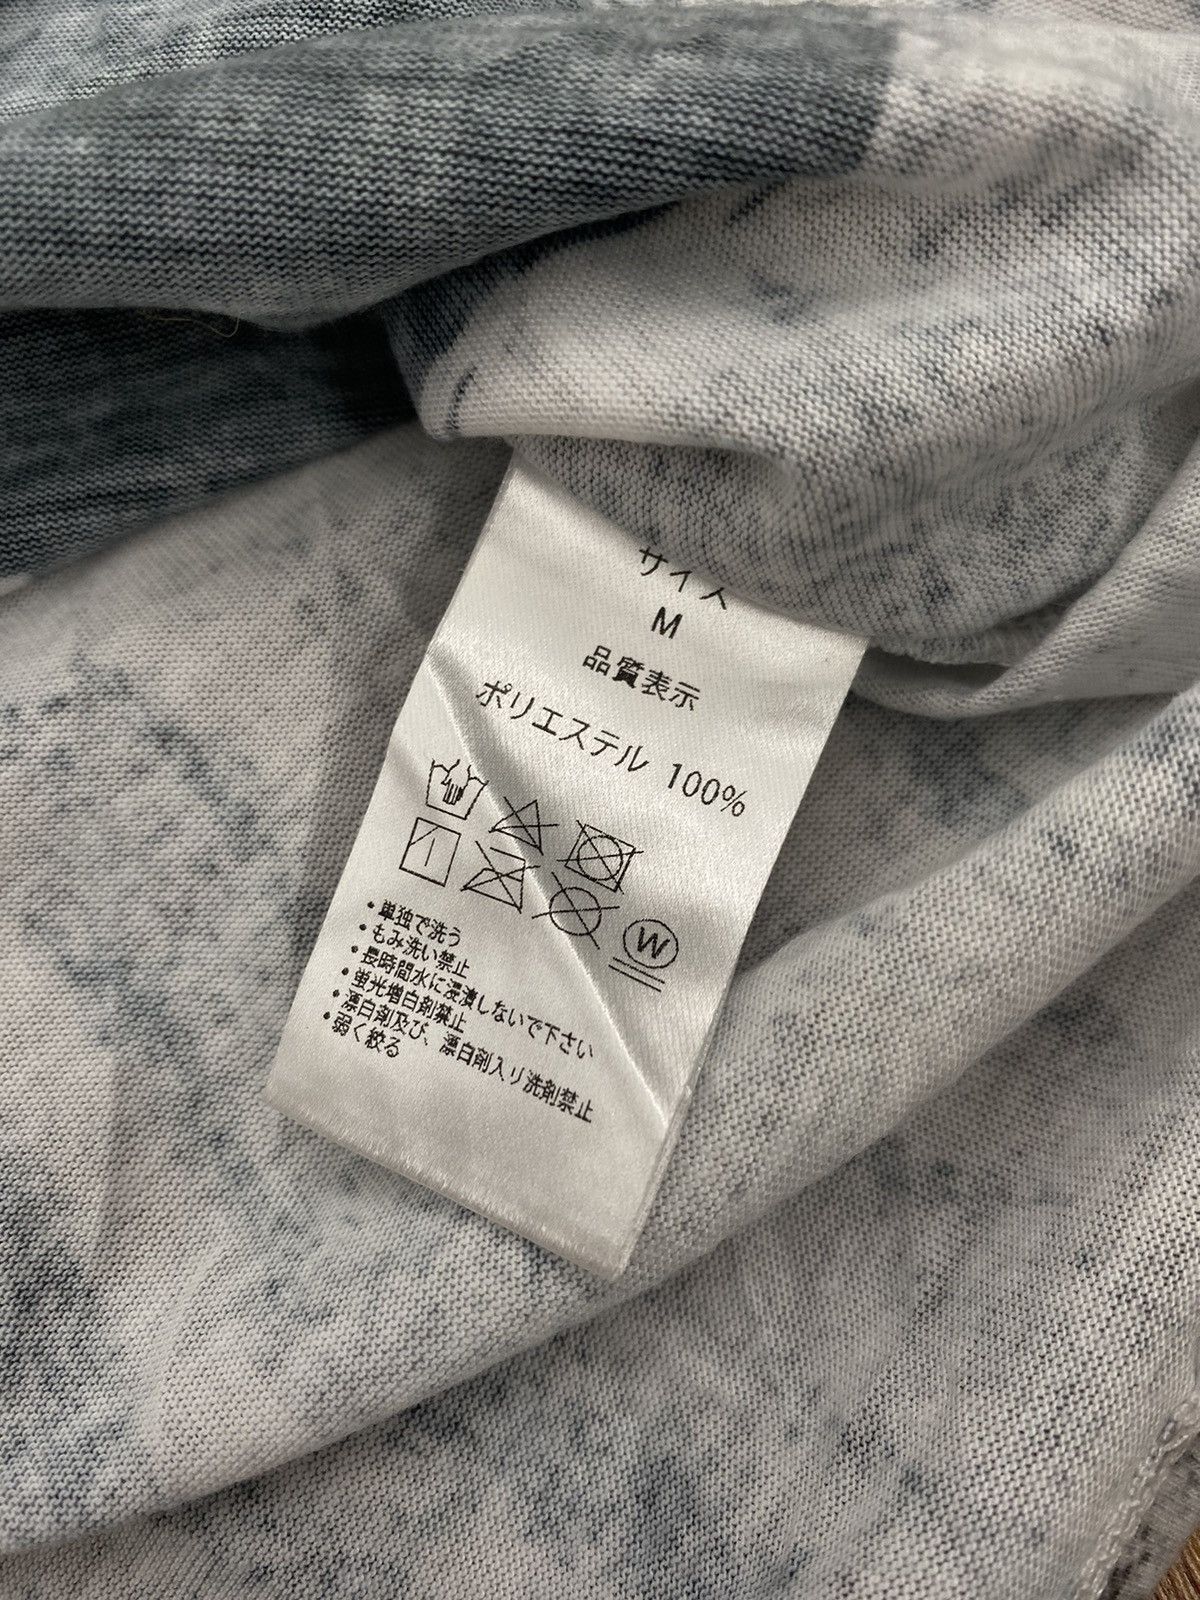 サイズ
M
品質表示
ポリエステル 100%
W
・単独で洗う
・もみ洗い禁止
・長時間水に浸漬しないで下さい
・蛍光増白剤禁止
・漂白剤及び、漂白剤入り洗剤禁止
・弱く絞る